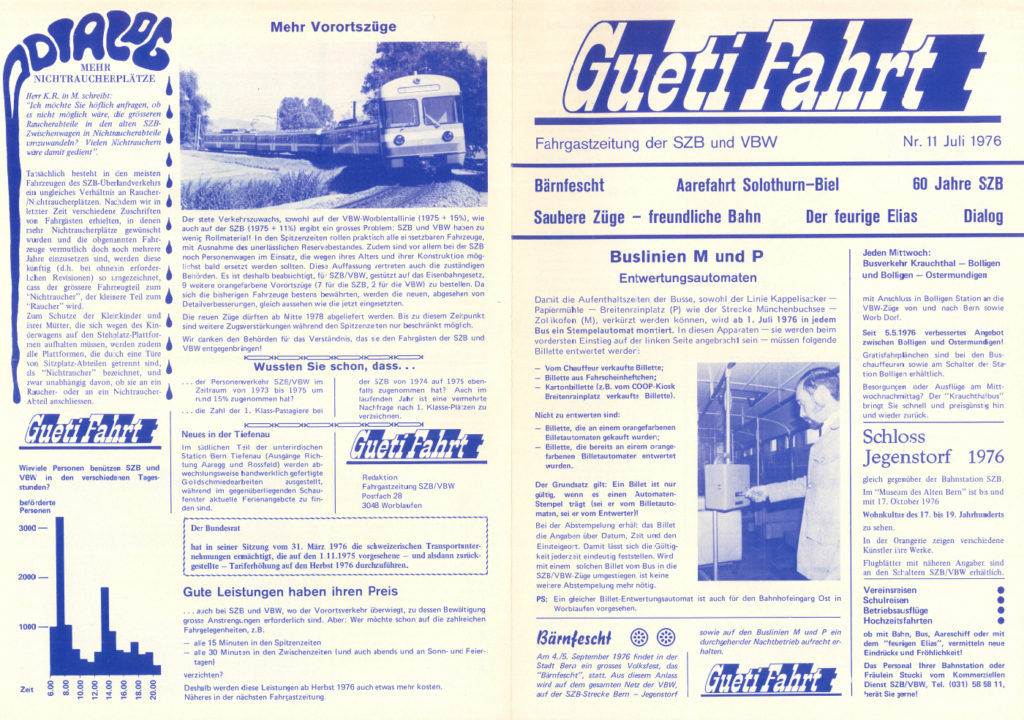 DIALOG
MEHR
NICHTRAUCHERPLÄTZE
Herr K.R. in M. schreibt:
"Ich möchte Sie höflich anfragen, ob
es nicht möglich wäre, die grösseren
Raucherabteile in den alten SZB-
Zwischenwagen in Nichtraucherabteile
umzuwandeln? Vielen Nichtrauchern
wäre damit gedient".
Tatsächlich besteht in den meisten
Fahrzeugen des SZB-Überlandverkehrs
ein ungleiches Verhältnis an Raucher-
/Nichtraucherplätzen. Nachdem wir in
letzter Zeit verschiedene Zuschriften
von Fahrgästen erhielten, in denen
mehr Nichtraucherplätze gewünscht
wurden und die obgenannten Fahr-
zeuge vermutlich doch noch mehrere
Jahre einzusetzen sind, werden diese
künftig (d.h. bei ohnehin erforder-
lichen Revisionen) so umgezeichnet,
dass der grössere Fahrzeugteil zum
"Nichtraucher", der kleinere Teil zum
"Raucher" wird.
Zum Schutze der Kleinkinder und
ihrer Mütter, die sich wegen des Kin-
derwagens auf den Stehplatz-Plattfor-
men aufhalten müssen, werden zudem
alle Plattformen, die durch eine Türe
von Sitzplatz-Abteilen getrennt sind,
als "Nichtraucher" bezeichnet, und
zwar unabhängig davon, ob sie an ein
Raucher- oder an ein Nichtraucher-
Abteil anschliessen.
Gueti Fahrt
Wieviele Personen benützen SZB und
VBW in den verschiedenen Tages-
stunden?
beförderte
Personen
3000
2000
1000
Zeit
6.00
8.00
10.00
12.00
14.00
16.00
18.00
20.00
Mehr Vorortszüge
Der stete Verkehrszuwachs, sowohl auf der VBW-Worblentallinie (1975 + 15%), wie
auch auf der SZB (1975 + 11%) ergibt ein grosses Problem: SZB und VBW haben zu
wenig Rollmaterial! In den Spitzenzeiten rollen praktisch alle einsetzbaren Fahrzeuge,
mit Ausnahme des unerlässlichen Reservebestandes. Zudem sind vor allem bei der SZB
noch Personenwagen im Einsatz, die wegen ihres Alters und ihrer Konstruktion mög-
lichst bald ersetzt werden sollten. Diese Auffassung vertreten auch die zuständigen
Behörden. Es ist deshalb beabsichtigt, für SZB/VBW, gestützt auf das Eisenbahngesetz,
9 weitere orangefarbene Vorortszüge (7 für die SZB, 2 für die VBW) zu bestellen. Da
sich die bisherigen Fahrzeuge bestens bewährten, werden die neuen, abgesehen von
Detailverbesserungen, gleich aussehen wie die jetzt eingesetzten.
Die neuen Züge dürften ab Mitte 1978 abgeliefert werden. Bis zu diesem Zeitpunkt
sind weitere Zugsverstärkungen während den Spitzenzeiten nur beschränkt möglich.
Wir danken den Behörden für das Verständnis, das sie den Fahrgästen der SZB und
VBW entgegenbringen!
Wussten Sie schon, dass...
...der Personenverkehr SZB/VBW im
Zeitraum von 1973 bis 1975 um
rund 15% zugenommen hat?
...die Zahl der 1. Klass-Passagiere bei
der SZB von 1974 auf 1975 eben-
falls zugenommen hat? Auch im
laufenden Jahr ist eine vermehrte
Nachfrage nach 1. Klasse-Plätzen zu
verzeichnen.
Neues in der Tiefenau
Im südlichen Teil der unterirdischen
Station Bern Tiefenau (Ausgänge Rich-
tung Aaregg und Rossfeld) werden ab-
wechslungsweise handwerklich gefertigte
Goldschmiedearbeiten ausgestellt,
während im gegenüberliegenden Schau-
fenster aktuelle Ferienangebote zu fin-
den sind.
Gueti Fahrt
Redaktion
Fahrgastzeitung SZB/VBW
Postfach 28
3048 Worblaufen
Der Bundesrat
hat in seiner Sitzung vom 31. März 1976 die schweizerischen Transportunter-
nehmungen ermächtigt, die auf den 1.11.1975 vorgesehene – und alsdann zurück-
gestellte – Tariferhöhung auf den Herbst 1976 durchzuführen.
Gute Leistungen haben ihren Preis
...auch bei SZB und VBW, wo der Vorortsverkehr überwiegt, zu dessen Bewältigung
grosse Anstrengungen erforderlich sind. Aber: Wer möchte schon auf die zahlreichen
Fahrgelegenheiten, z.B.
– alle 15 Minuten in den Spitzenzeiten
– alle 30 Minuten in den Zwischenzeiten (und auch abends und an Sonn- und Feier-
tagen)
verzichten?
Deshalb werden diese Leistungen ab Herbst 1976 auch etwas mehr kosten.
Näheres in der nächsten Fahrgastzeitung.
Gueti Fahrt
Fahrgastzeitung der SZB und VBW
Nr. 11 Juli 1976
Bärnfescht Aarefahrt Solothurn–Biel 60 Jahre SZB
Saubere Züge – freundliche Bahn Der feurige Elias Dialog
Buslinien M und P
Entwertungsautomaten
Damit die Aufenthaltszeiten der Busse, sowohl der Linie Kappelisacker –
Papiermühle – Breitenrainplatz (P) wie der Strecke Münchenbuchsee –
Zollikofen (M), verkürzt werden können, wird ab 1. Juli 1976 in jedem
Bus ein Stempelautomat montiert. In diesen Apparaten – sie werden beim
vordersten Einstieg auf der linken Seite angebracht sein – müssen folgende
Billette entwertet werden:
– Vom Chauffeur verkaufte Billette;
– Billette aus Fahrscheinheftchen;
– Kartonbillette (z.B. vom COOP-Kiosk
Breitenrainplatz verkaufte Billette).
Nicht zu entwerten sind:
– Billette, die an einem orangefarbenen
Billetautomaten gekauft wurden;
– Billette, die bereits an einem orange-
farbenen Billetautomaten entwertet
wurden.
Der Grundsatz gilt: Ein Billet ist nur
gültig, wenn es einen Automaten-
Stempel trägt (sei er vom Billetauto-
maten, sei er vom Entwerter)!
Bei der Abstempelung erhält das Billet
die Angaben über Datum, Zeit und den
Einsteigeort. Damit lässt sich die Gültig-
keit jederzeit eindeutig feststellen. Wird
mit einem solchen Billet vom Bus in die
SZB/VBW-Züge umgestiegen, ist keine
weitere Abstempelung mehr nötig.
PS: Ein gleicher Billet-Entwertungsautomat ist auch für den Bahnhofeingang Ost in
Worblaufen vorgesehen.
Bärnfescht
Am 4./5. September 1976 findet in der
Stadt Bern ein grosses Volksfest, das
"Bärnfescht", statt. Aus diesem Anlass
wird auf dem gesamten Netz der VBW,
auf der SZB-Strecke Bern – Jegenstorf
sowie auf den Buslinien M und P ein
durchgehender Nachtbetrieb aufrecht er-
halten.
Gueti Fahrt
Jeden Mittwoch:
Busverkehr Krauchthal – Bolligen
und Bolligen – Ostermundigen
mit Anschluss in Bolligen Station an die
VBW-Züge von und nach Bern sowie
Worb Dorf.
Seit 5.5.1976 verbessertes Angebot
zwischen Bolligen und Ostermundigen!
Gratisfahrplänchen sind bei den Bus-
chauffeuren sowie am Schalter der Sta-
tion Bolligen erhältlich.
Besorgungen oder Ausflüge am Mitt-
wochnachmittag? Der "Krauchthalbus"
bringt Sie schnell und preisgünstig hin
und wieder zurück.
Schloss
Jegenstorf 1976
gleich gegenüber der Bahnstation SZB.
Im "Museum des Alten Bern" ist bis und
mit 17. Oktober 1976
Wohnkultur des 17. bis 19. Jahrhunderts
zu sehen.
In der Orangerie zeigen verschiedene
Künstler ihre Werke.
Flugblätter mit näheren Angaben sind
an den Schaltern SZB/VBW erhältlich.
Vereinsreisen
Schulreisen
Betriebsausflüge
Hochzeitsfahrten
ob mit Bahn, Bus, Aareschiff oder mit
dem "feurigen Elias", vermitteln neue
Eindrücke und Fröhlichkeit!
Das Personal Ihrer Bahnstation oder
Fräulein Stucki vom Kommerziellen
Dienst SZB/VBW, Tel. (031) 58 58 11,
berät Sie gerne!